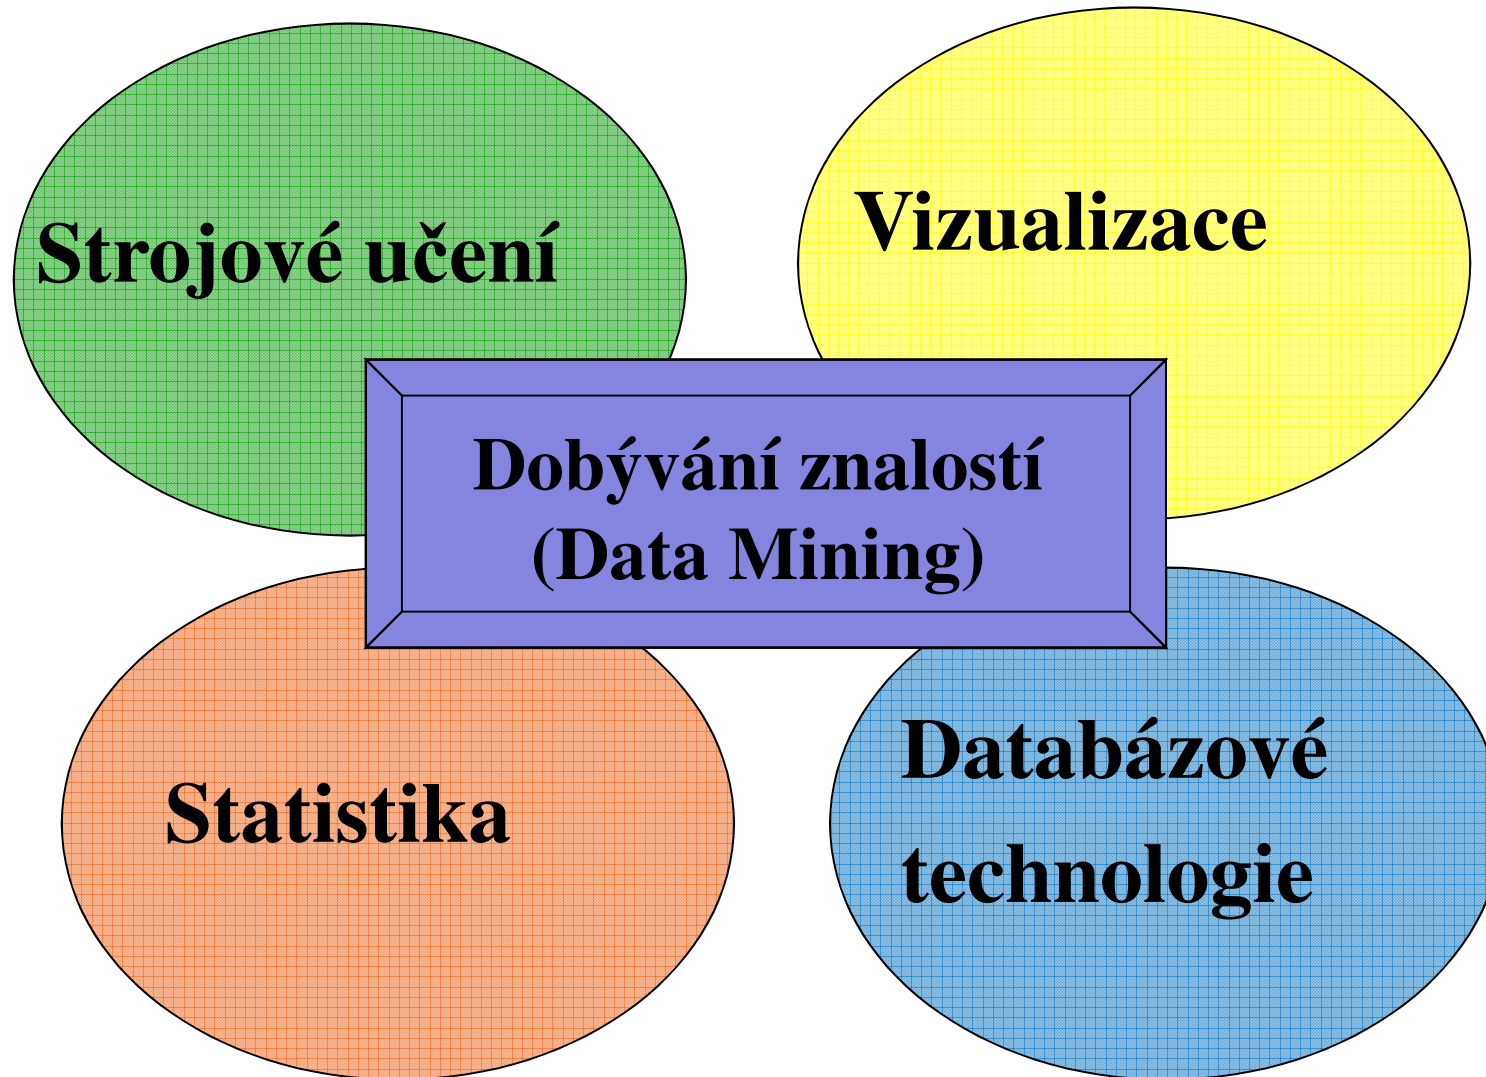 Strojové učení
Vizualizace
Dobývání znalostí
(Data Mining)
Statistika
Databázové
technologie